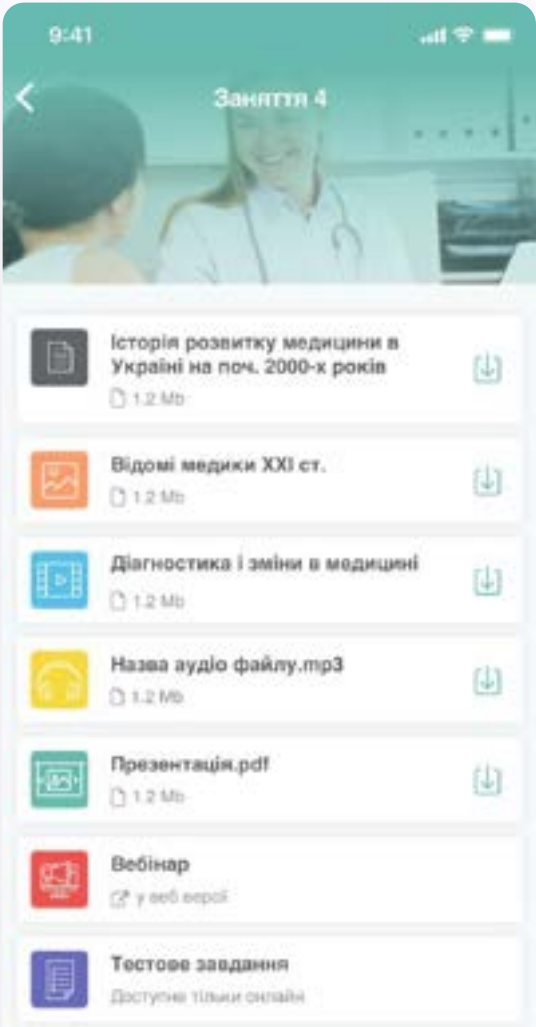 9:41
Заняття 4
Історія розвитку медицини в
Україні на поч. 2000-х років
1.2 Mb
Відомі медики XXI ст.
1.2 Mb
Діагностика і зміни в медицині
1.2 Mb
Назва аудіо файлу.mp3
1.2 Mb
Презентація.pdf
1.2 Mb
Вебінар
у веб версії
Тестове завдання
Доступне тільки онлайн